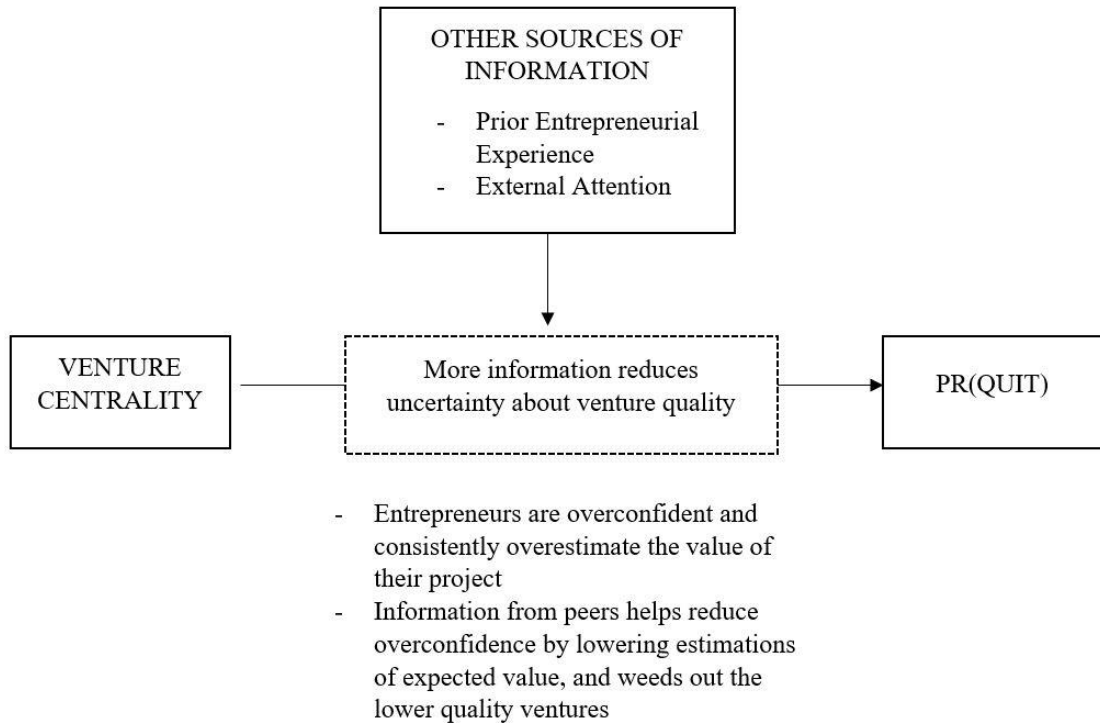 OTHER SOURCES OF
INFORMATION
- Prior Entrepreneurial
Experience
- External Attention
VENTURE
CENTRALITY
More information reduces
uncertainty about venture quality
PR(QUIT)
- Entrepreneurs are overconfident and
consistently overestimate the value of
their project
- Information from peers helps reduce
overconfidence by lowering estimations
of expected value, and weeds out the
lower quality ventures